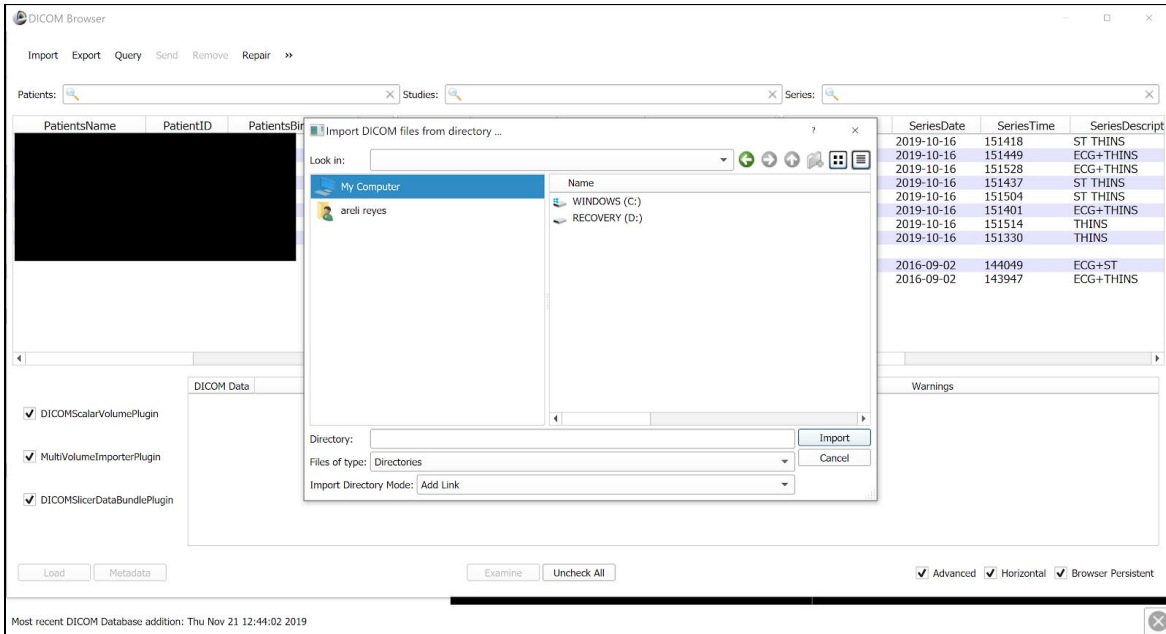 DICOM Browser
Import Export Query Send Remove Repair »
Patients: Studies: Series:
PatientsName PatientID PatientsBir
SeriesDate SeriesTime SeriesDescript
2019-10-16 151418 ST THINS
2019-10-16 151449 ECG+THINS
2019-10-16 151528 ECG+THINS
2019-10-16 151437 ST THINS
2019-10-16 151504 ST THINS
2019-10-16 151401 ECG+THINS
2019-10-16 151514 THINS
2019-10-16 151330 THINS
2016-09-02 144049 ECG+ST
2016-09-02 143947 ECG+THINS
Import DICOM files from directory ... ?
Look in:
My Computer
areli reyes
Name
WINDOWS (C:)
RECOVERY (D:)
Directory: Import
Files of type: Directories Cancel
Import Directory Mode: Add Link
DICOM Data Warnings
DICOMScalarVolumePlugin
MultiVolumeImporterPlugin
DICOMSlicerDataBundlePlugin
Load Metadata Examine Uncheck All Advanced Horizontal Browser Persistent
Most recent DICOM Database addition: Thu Nov 21 12:44:02 2019